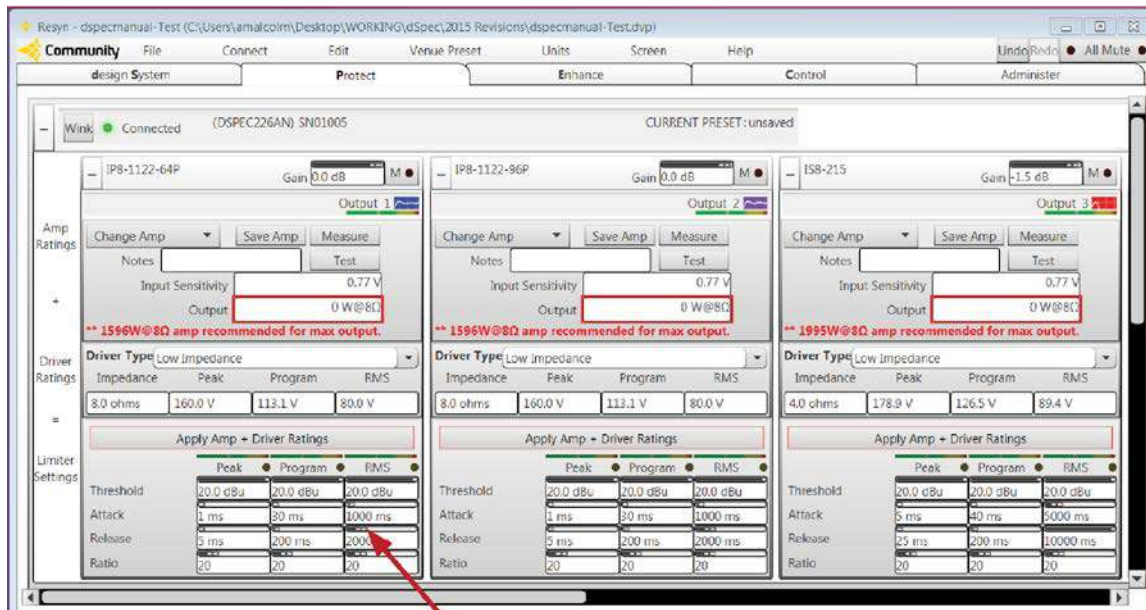 Resyn - dspecmanual-Test (C:\Users\amalcolm\Desktop\WORKING\dSpec\2015 Revisions\dspecmanual-Test.dvp)
Community File Connect Edit Venue Preset Units Screen Help Undo Redo All Mute
design System Protect Enhance Control Administer
Wink Connected (DSPEC226AN) SN01005 CURRENT PRESET: unsaved
Amp Ratings + Driver Ratings = Limiter Settings
IP8-1122-64P Gain 0.0 dB M
Output 1
Change Amp Save Amp Measure
Notes Test
Input Sensitivity 0.77 V
Output 0 W@8Ω
** 1596W@8Ω amp recommended for max output.
Driver Type Low Impedance
Impedance Peak Program RMS
8.0 ohms 160.0 V 113.1 V 80.0 V
Apply Amp + Driver Ratings
Peak Program RMS
Threshold 20.0 dBu 20.0 dBu 20.0 dBu
Attack 1 ms 30 ms 1000 ms
Release 5 ms 200 ms 2000
Ratio 20 20 20
IP8-1122-96P Gain 0.0 dB M
Output 2
Change Amp Save Amp Measure
Notes Test
Input Sensitivity 0.77 V
Output 0 W@8Ω
** 1596W@8Ω amp recommended for max output.
Driver Type Low Impedance
Impedance Peak Program RMS
8.0 ohms 160.0 V 113.1 V 80.0 V
Apply Amp + Driver Ratings
Peak Program RMS
Threshold 20.0 dBu 20.0 dBu 20.0 dBu
Attack 1 ms 30 ms 1000 ms
Release 5 ms 200 ms 2000 ms
Ratio 20 20 20
IS8-215 Gain -1.5 dB M
Output 3
Change Amp Save Amp Measure
Notes Test
Input Sensitivity 0.77 V
Output 0 W@8Ω
** 1995W@8Ω amp recommended for max output.
Driver Type Low Impedance
Impedance Peak Program RMS
4.0 ohms 178.9 V 126.5 V 89.4 V
Apply Amp + Driver Ratings
Peak Program RMS
Threshold 20.0 dBu 20.0 dBu 20.0 dBu
Attack 5 ms 40 ms 5000 ms
Release 25 ms 200 ms 10000 ms
Ratio 20 20 20